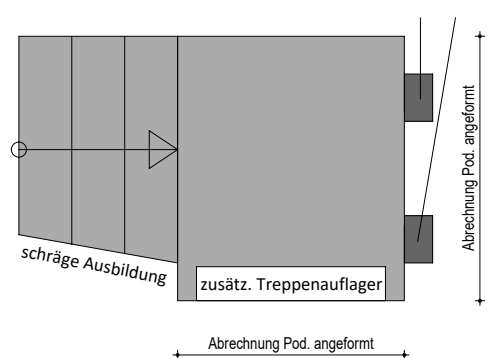 Abrechnung Pod. angeformt
schräge Ausbildung
zusätz. Treppenauflager
Abrechnung Pod. angeformt